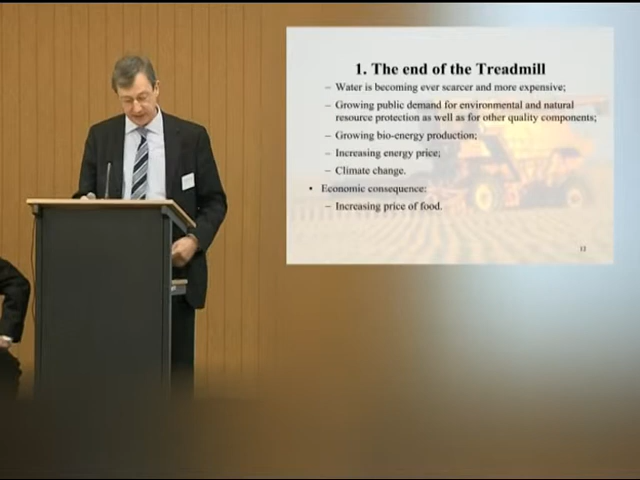 1. The end of the Treadmill
– Water is becoming ever scarcer and more expensive;
– Growing public demand for environmental and natural
resource protection as well as for other quality components;
– Growing bio-energy production;
– Increasing energy price;
– Climate change.
• Economic consequence:
– Increasing price of food.
12